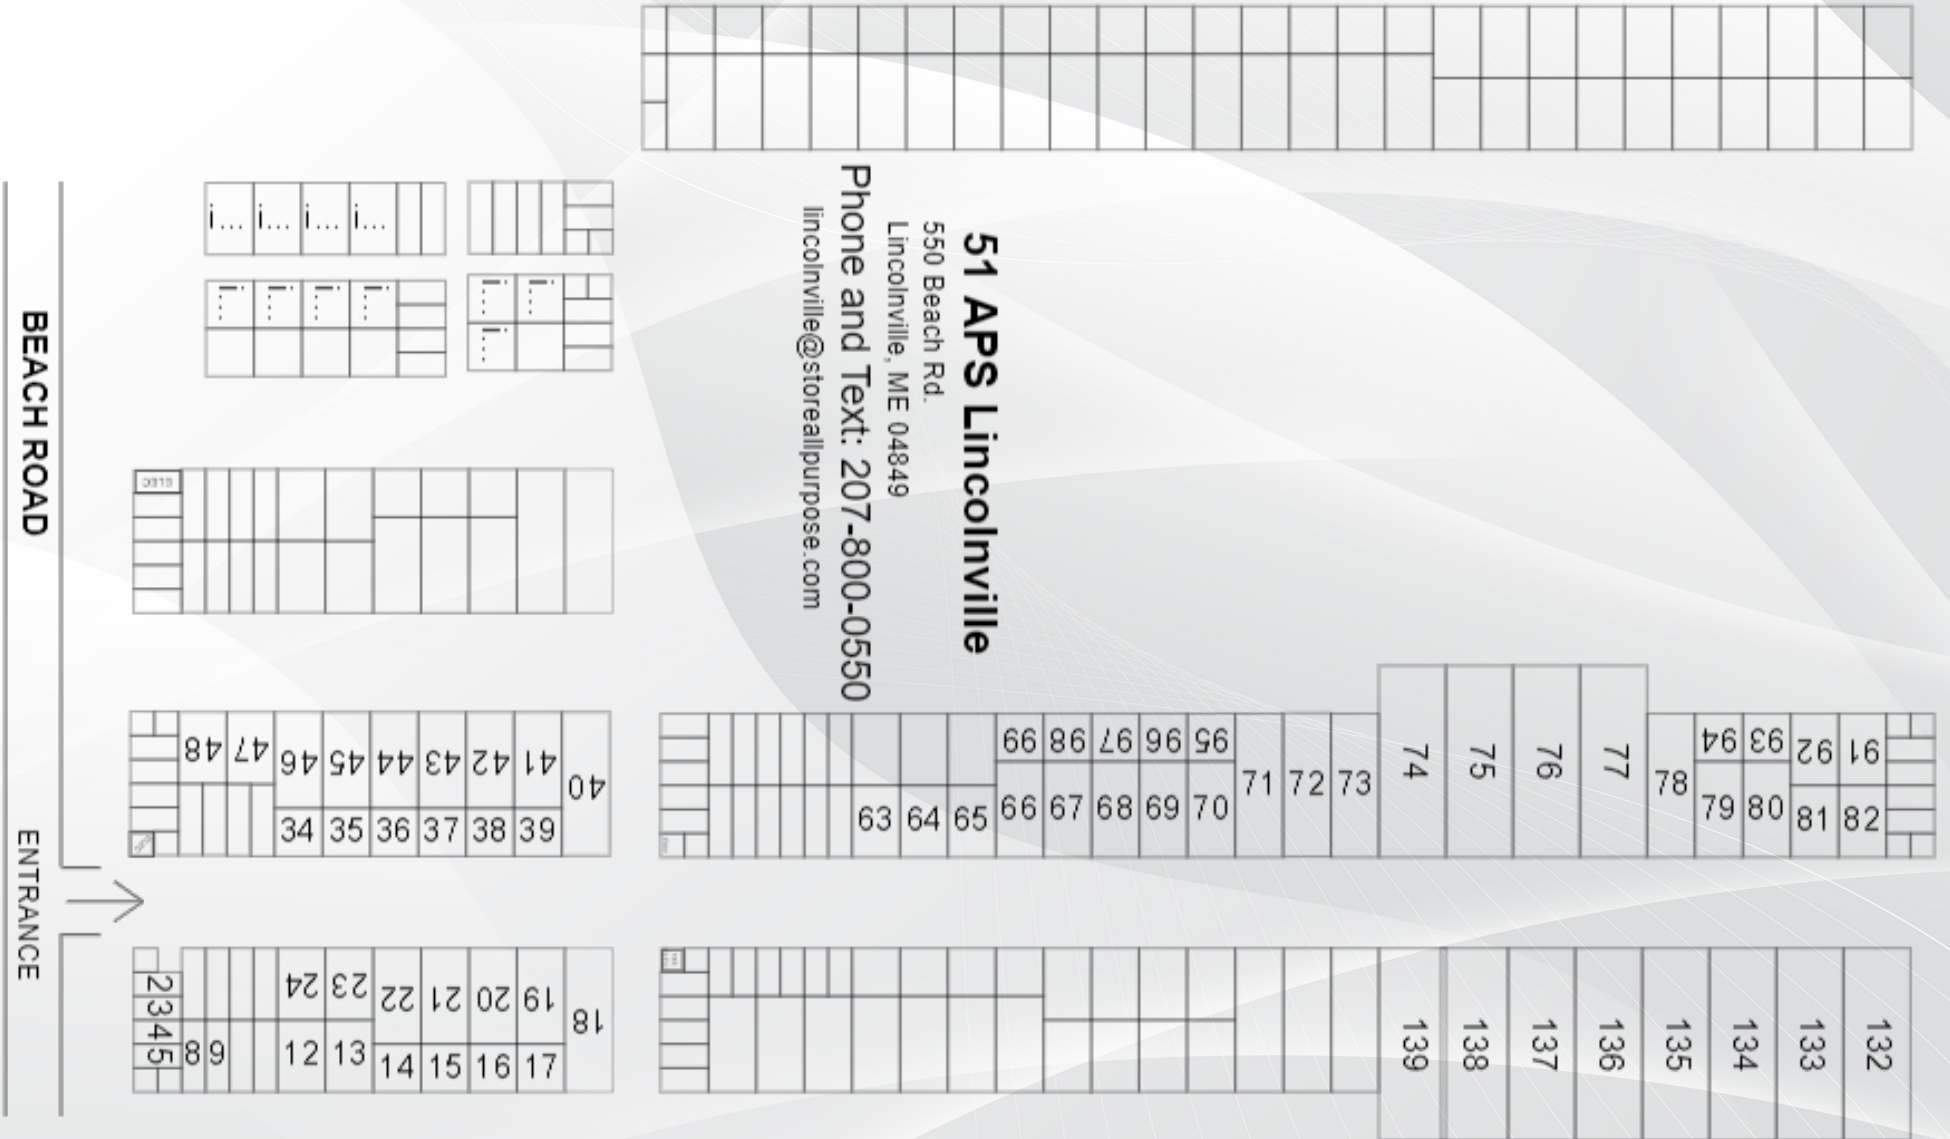 51 APS Lincolnville
550 Beach Rd.
Lincolnville, ME 04849
Phone and Text: 207-800-0550
lincolnville@storeallpurpose.com
BEACH ROAD
ENTRANCE
i... i... i... i...
i... i... i... i...
i... i...
i...
ELEC
48 47 46 45 44 43 42 41 40
34 35 36 37 38 39
99 98 97 96 95
63 64 65 66 67 68 69 70 71 72 73 74 75 76 77 78
94 93 92 91
79 80 81 82
24 23 22 21 20 19 18
2 3 4 5 8 9 12 13 14 15 16 17
139 138 137 136 135 134 133 132